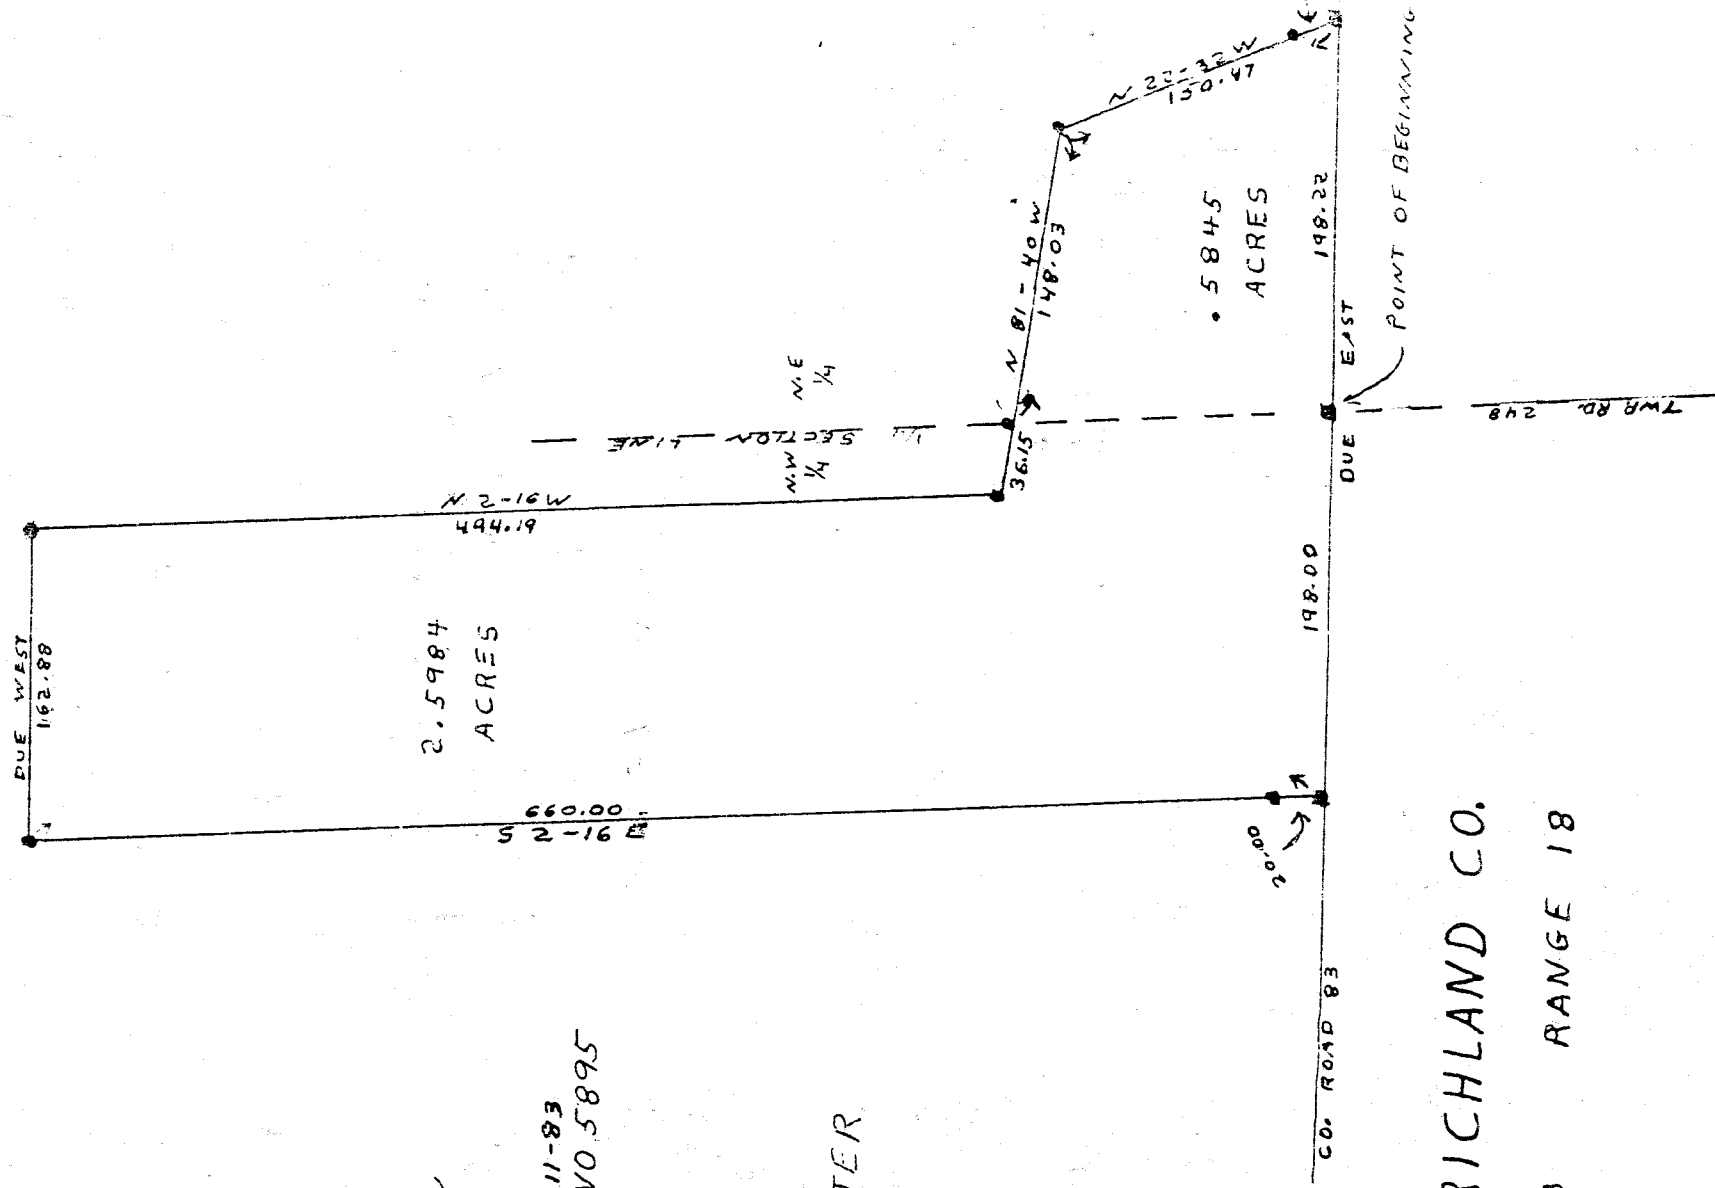 DUE WEST
162.88
N 2-16 W
494.19
2.5984
ACRES
660.00
S 2-16 E
1/4 SECTION LINE
N.W
1/4
N.E
1/4
36.15
N 81-40 W
148.03
N 22-32 W
150.47
.5845
ACRES
198.22
DUE EAST
POINT OF BEGINNING
198.00
20.00
TWP. RD. 248
CO. ROAD 83
11-83
NO 5895
TER
RICHLAND CO.
RANGE 18